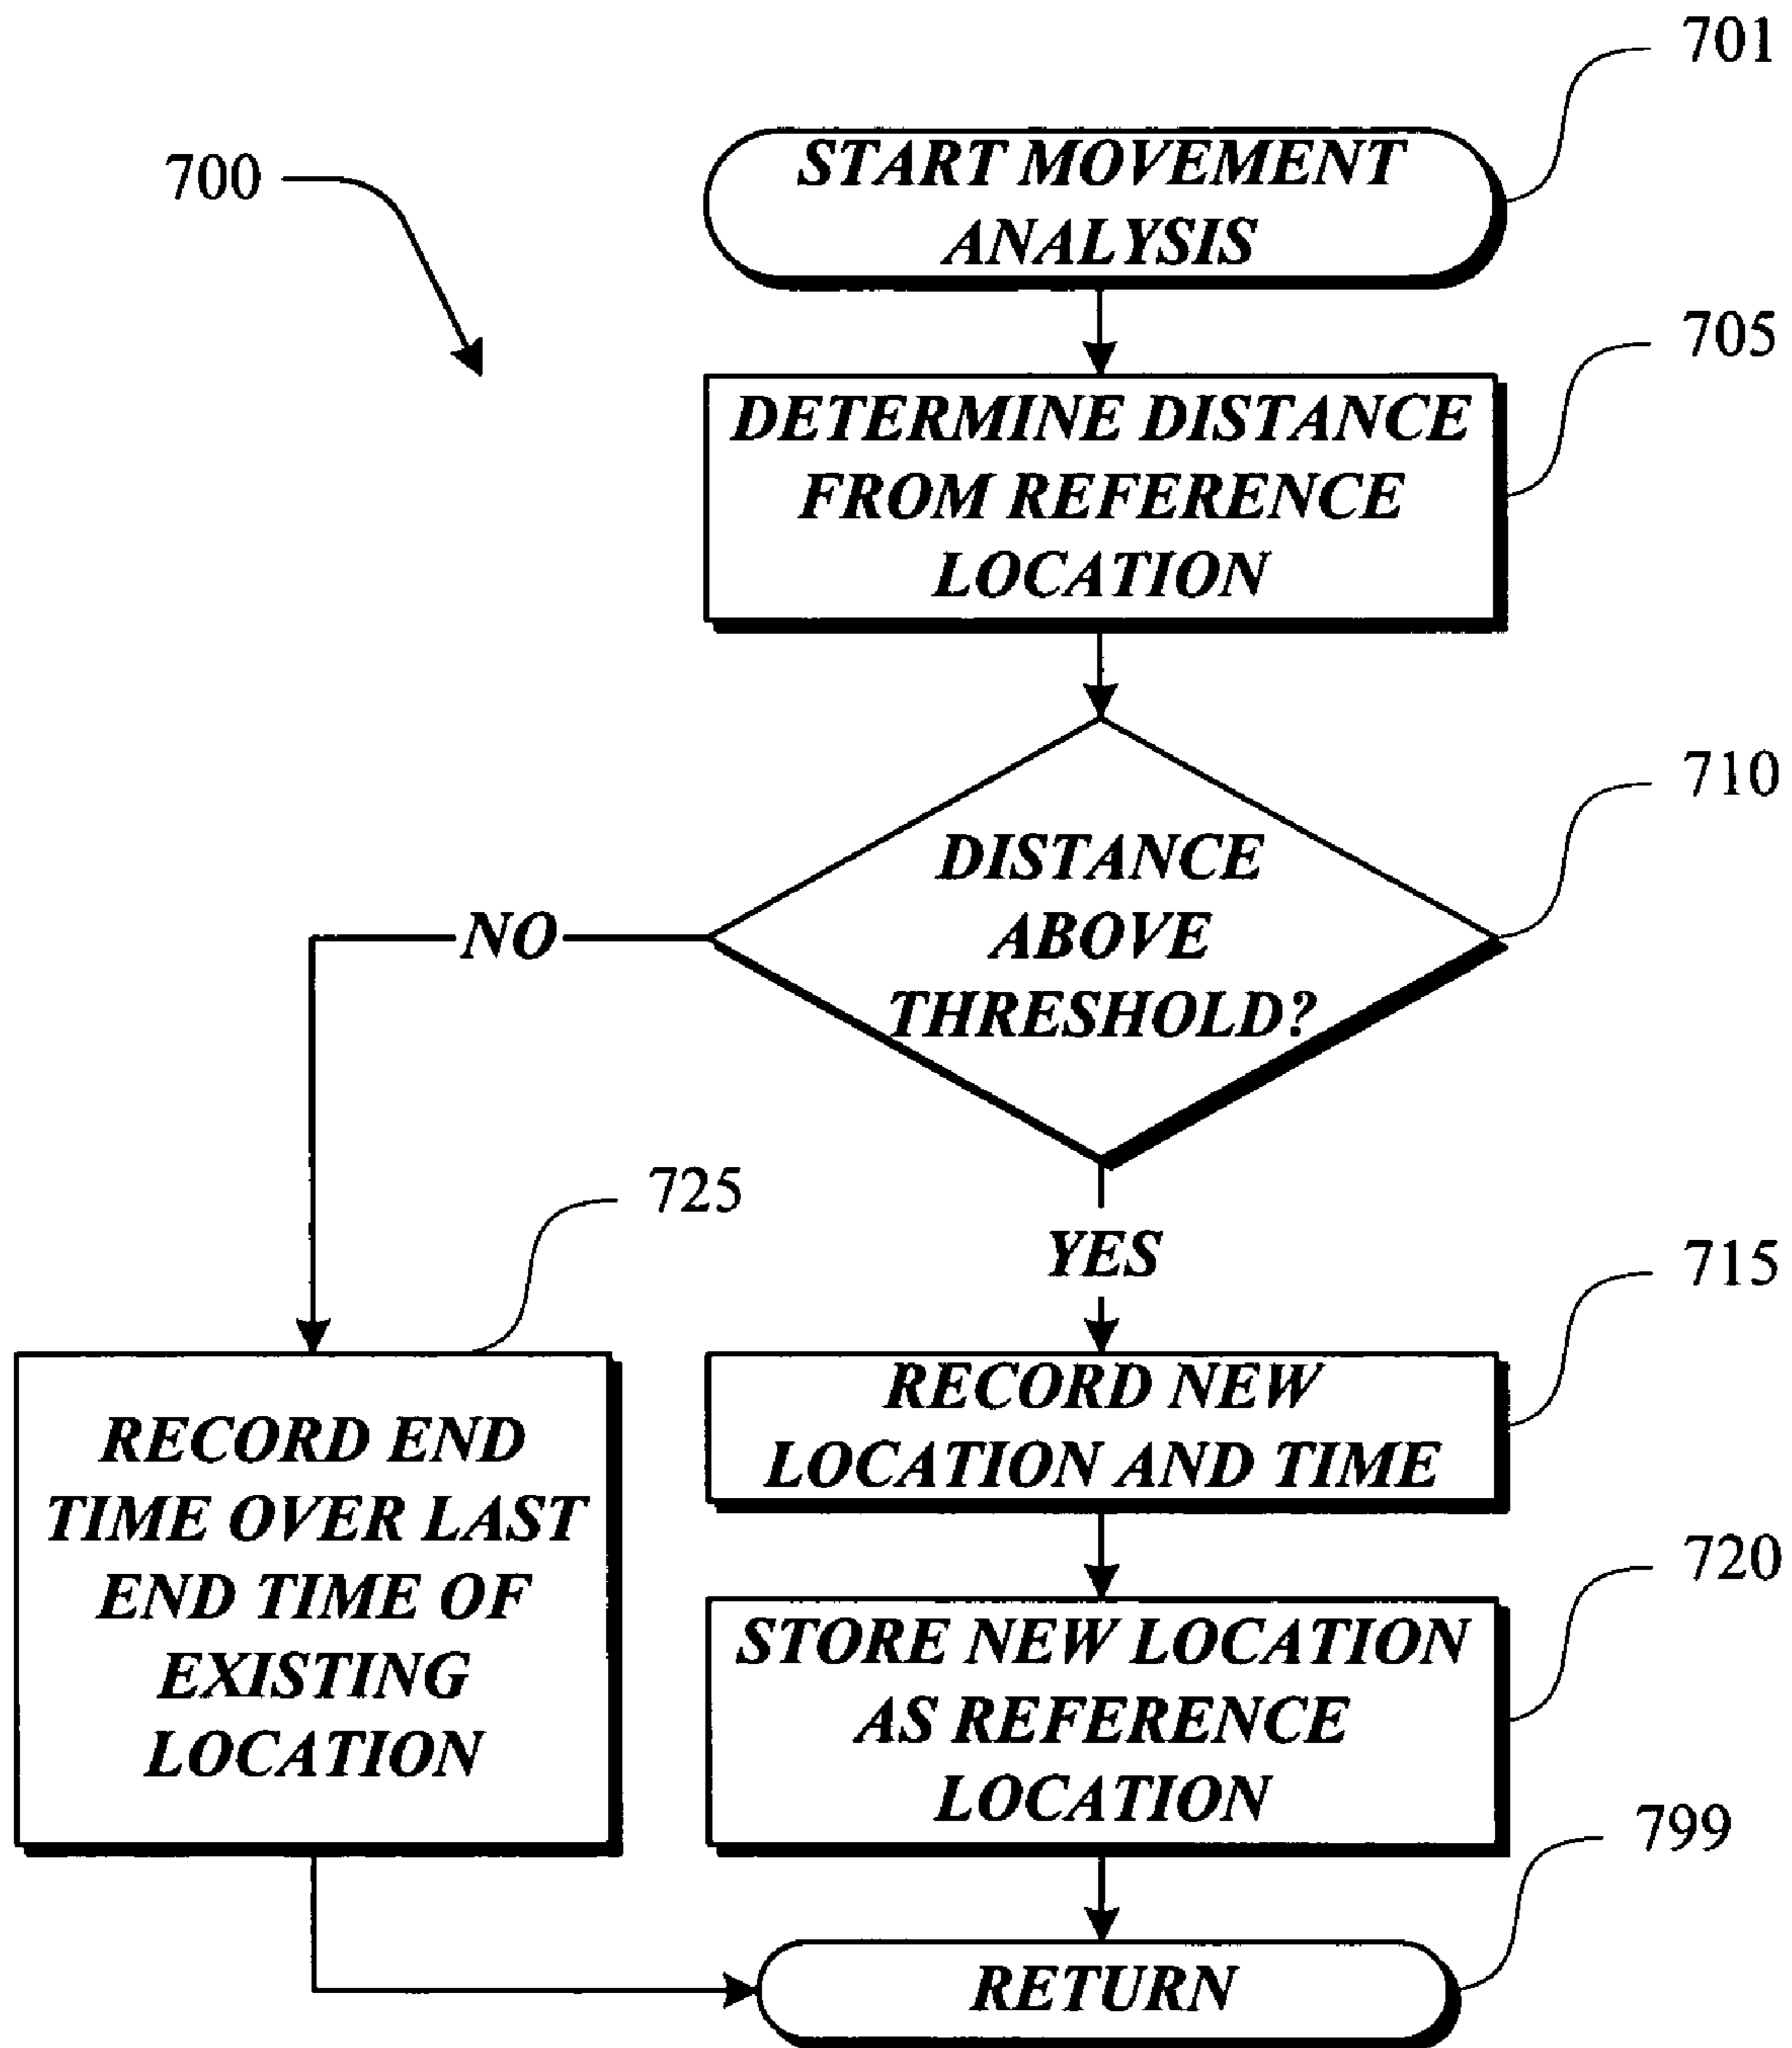 701
700
START MOVEMENT
ANALYSIS
705
DETERMINE DISTANCE
FROM REFERENCE
LOCATION
710
DISTANCE
ABOVE
THRESHOLD?
NO
YES
725
715
RECORD END
TIME OVER LAST
END TIME OF
EXISTING
LOCATION
RECORD NEW
LOCATION AND TIME
720
STORE NEW LOCATION
AS REFERENCE
LOCATION
799
RETURN